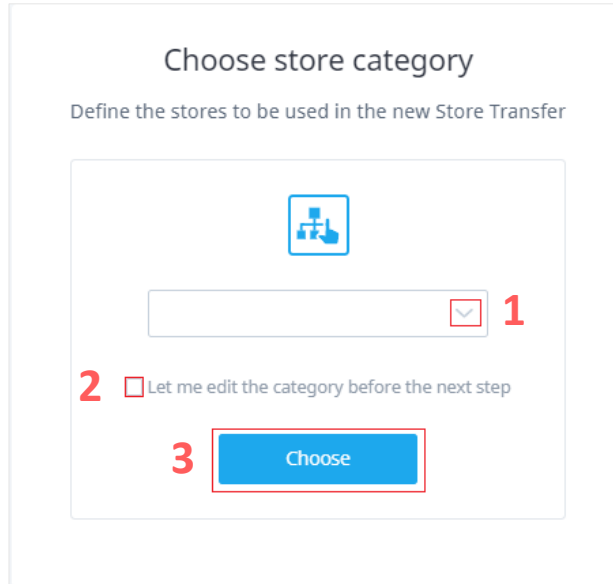 Choose store category
Define the stores to be used in the new Store Transfer
1
2 Let me edit the category before the next step
3 Choose